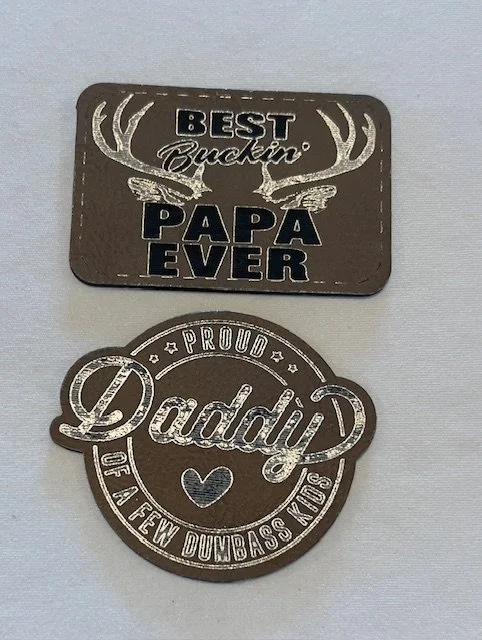 BEST
Buckin'
PAPA
EVER
PROUD
Daddy
OF A FEW DUMBASS KIDS